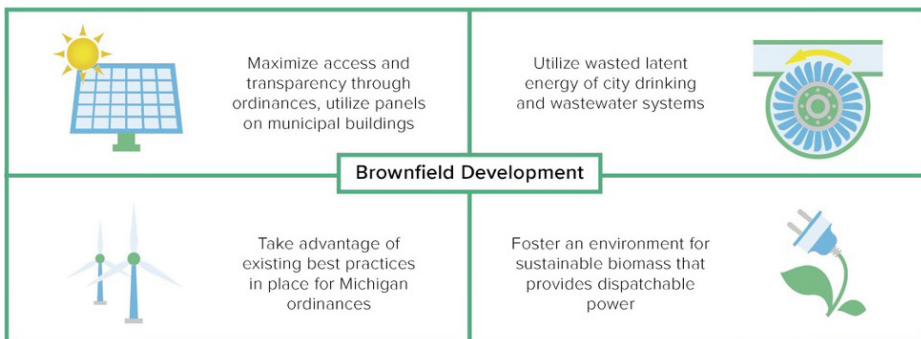 Maximize access and
transparency through
ordinances, utilize panels
on municipal buildings
Utilize wasted latent
energy of city drinking
and wastewater systems
Brownfield Development
Take advantage of
existing best practices
in place for Michigan
ordinances
Foster an environment for
sustainable biomass that
provides dispatchable
power